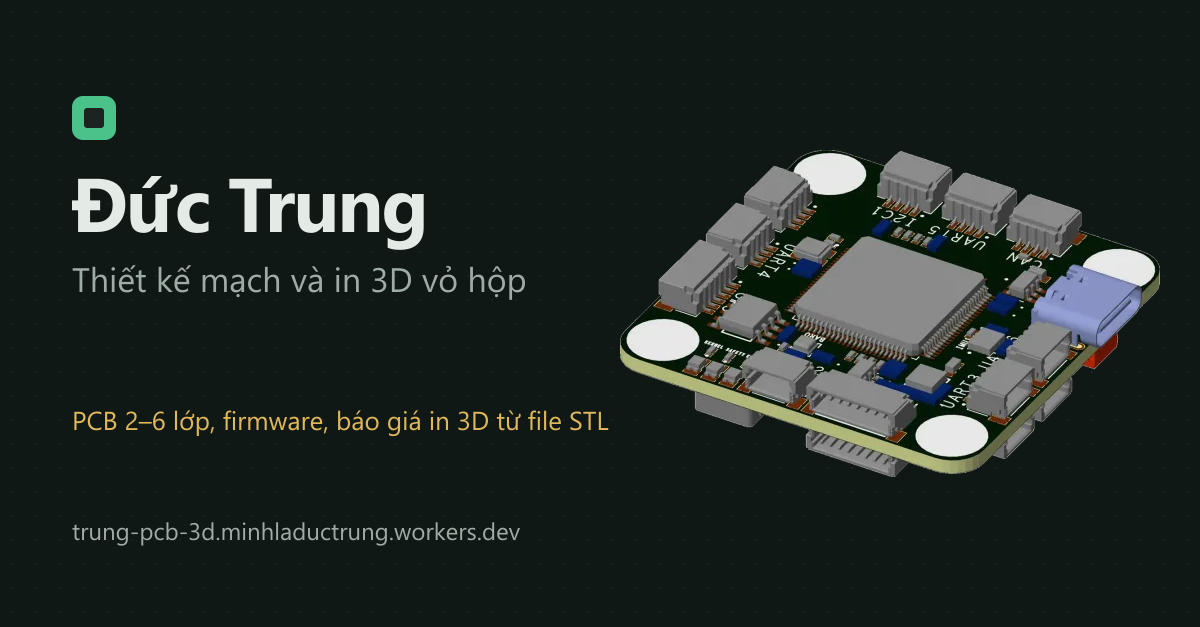 Đức Trung
Thiết kế mạch và in 3D vỏ hộp
PCB 2–6 lớp, firmware, báo giá in 3D từ file STL
trung-pcb-3d.minhlaductrung.workers.dev
I2C1
UART5
CAN
UART4
UART3